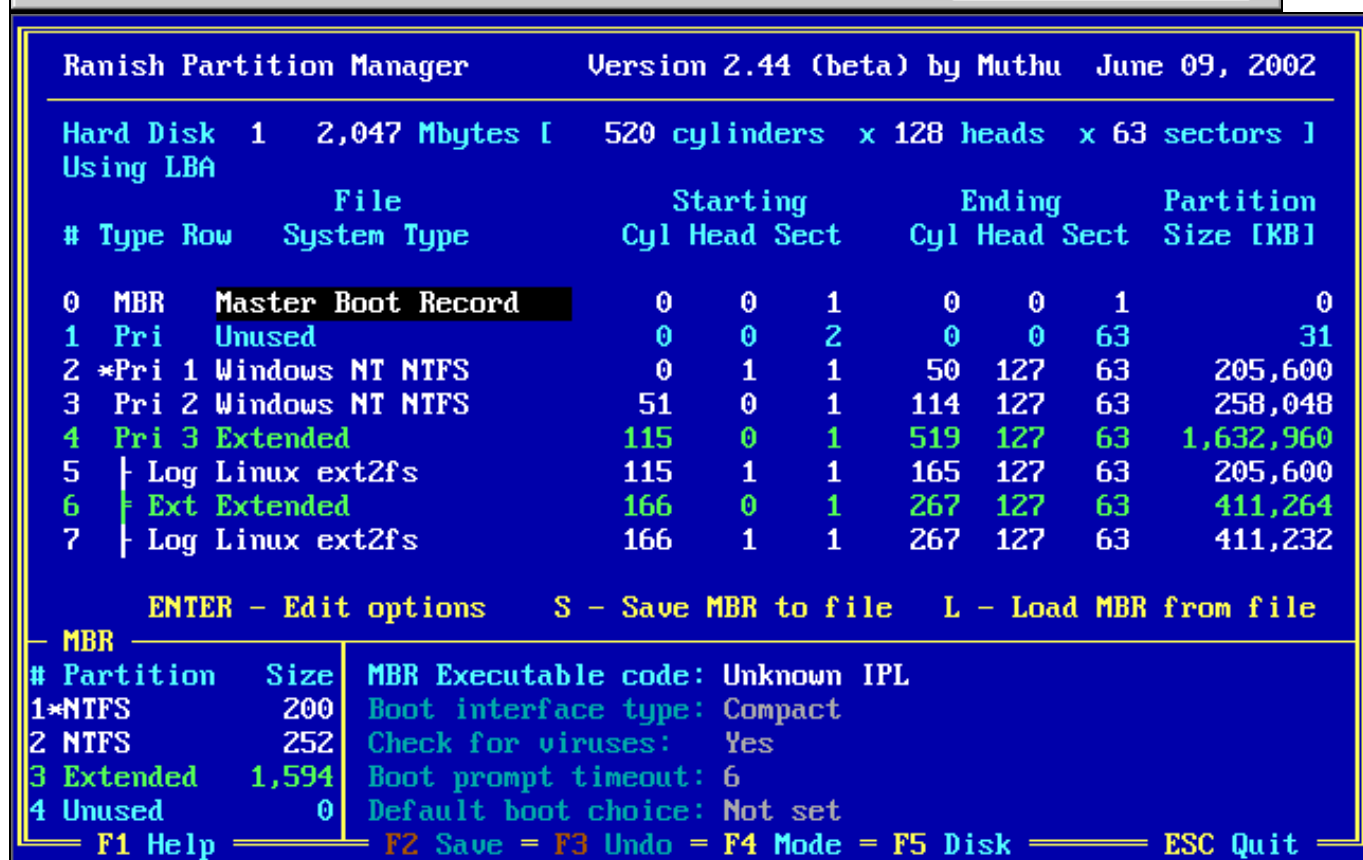 Ranish Partition Manager Version 2.44 (beta) by Muthu June 09, 2002
Hard Disk 1 2,047 Mbytes [ 520 cylinders x 128 heads x 63 sectors ]
Using LBA
File Starting Ending Partition
# Type Row System Type Cyl Head Sect Cyl Head Sect Size [KB]
0 MBR Master Boot Record 0 0 1 0 0 1 0
1 Pri Unused 0 0 2 0 0 63 31
2 *Pri 1 Windows NT NTFS 0 1 1 50 127 63 205,600
3 Pri 2 Windows NT NTFS 51 0 1 114 127 63 258,048
4 Pri 3 Extended 115 0 1 519 127 63 1,632,960
5 ├ Log Linux ext2fs 115 1 1 165 127 63 205,600
6 ╞ Ext Extended 166 0 1 267 127 63 411,264
7 ├ Log Linux ext2fs 166 1 1 267 127 63 411,232
ENTER - Edit options S - Save MBR to file L - Load MBR from file
MBR
# Partition Size MBR Executable code: Unknown IPL
1*NTFS 200 Boot interface type: Compact
2 NTFS 252 Check for viruses: Yes
3 Extended 1,594 Boot prompt timeout: 6
4 Unused 0 Default boot choice: Not set
F1 Help F2 Save = F3 Undo = F4 Mode = F5 Disk ESC Quit